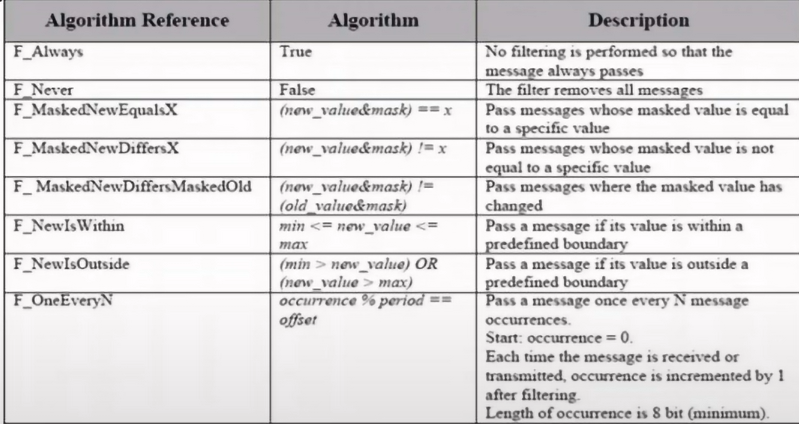 Algorithm Reference Algorithm Description
F_Always True No filtering is performed so that the
message always passes
F_Never False The filter removes all messages
F_MaskedNewEqualsX (new_value&mask) == x Pass messages whose masked value is equal
to a specific value
F_MaskedNewDiffersX (new_value&mask) != x Pass messages whose masked value is not
equal to a specific value
F_ MaskedNewDiffersMaskedOld (new_value&mask) != Pass messages where the masked value has
(old_value&mask) changed
F_NewIsWithin min <= new_value <= Pass a message if its value is within a
max predefined boundary
F_NewIsOutside (min > new_value) OR Pass a message if its value is outside a
(new_value > max) predefined boundary
F_OneEveryN occurrence % period == Pass a message once every N message
offset occurrences.
Start: occurrence = 0.
Each time the message is received or
transmitted, occurrence is incremented by 1
after filtering.
Length of occurrence is 8 bit (minimum).